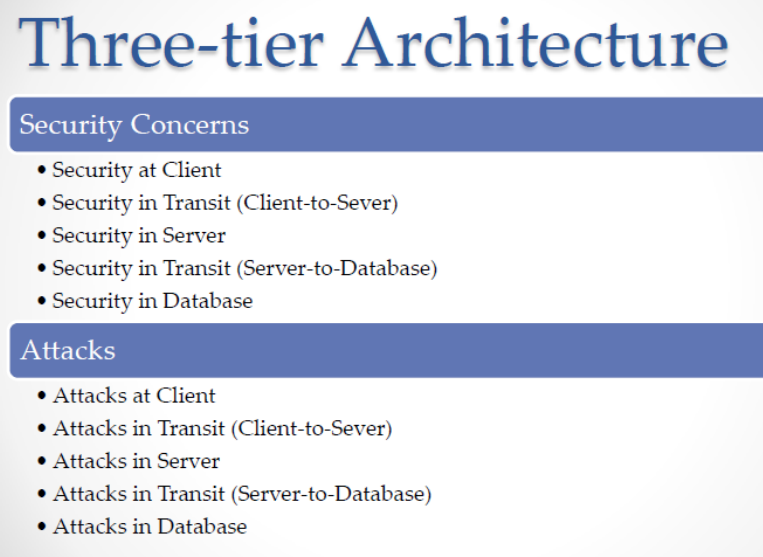 Three-tier Architecture
Security Concerns
• Security at Client
• Security in Transit (Client-to-Sever)
• Security in Server
• Security in Transit (Server-to-Database)
• Security in Database
Attacks
• Attacks at Client
• Attacks in Transit (Client-to-Sever)
• Attacks in Server
• Attacks in Transit (Server-to-Database)
• Attacks in Database